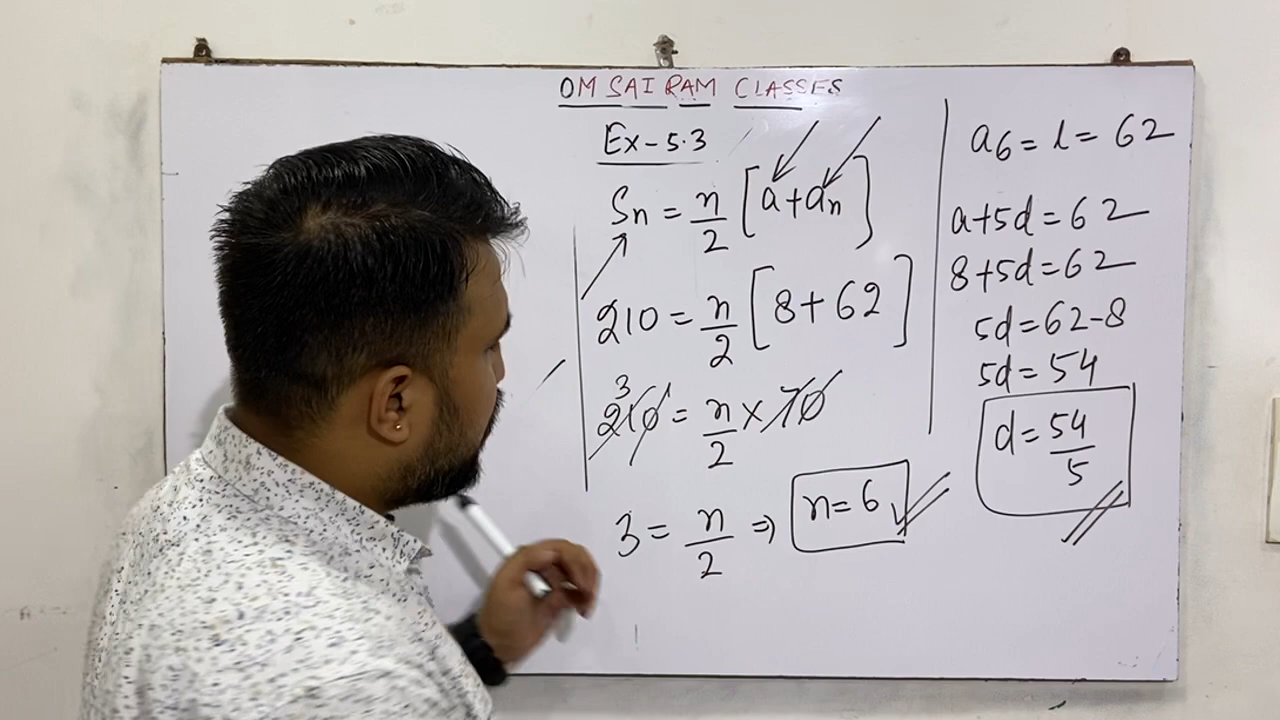 OM SAI RAM CLASSES
Ex-5.3
Sn = n/2 [a+an]
210 = n/2 [8+62]
3
210 = n/2 × 70
3 = n/2 ⇒ n=6
a6 = l = 62
a+5d=62
8+5d=62
5d=62-8
5d=54
d=54/5